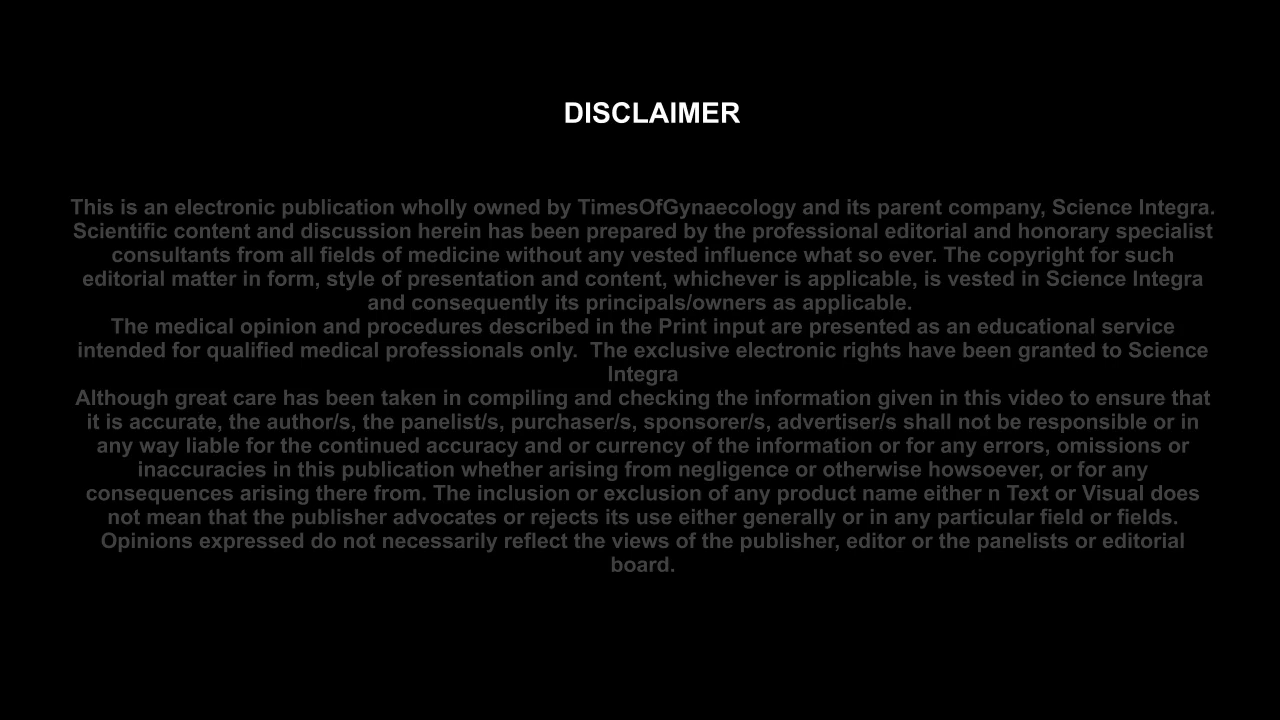 DISCLAIMER
This is an electronic publication wholly owned by TimesOfGynaecology and its parent company, Science Integra.
Scientific content and discussion herein has been prepared by the professional editorial and honorary specialist
consultants from all fields of medicine without any vested influence what so ever. The copyright for such
editorial matter in form, style of presentation and content, whichever is applicable, is vested in Science Integra
and consequently its principals/owners as applicable.
The medical opinion and procedures described in the Print input are presented as an educational service
intended for qualified medical professionals only.  The exclusive electronic rights have been granted to Science
Integra
Although great care has been taken in compiling and checking the information given in this video to ensure that
it is accurate, the author/s, the panelist/s, purchaser/s, sponsorer/s, advertiser/s shall not be responsible or in
any way liable for the continued accuracy and or currency of the information or for any errors, omissions or
inaccuracies in this publication whether arising from negligence or otherwise howsoever, or for any
consequences arising there from. The inclusion or exclusion of any product name either n Text or Visual does
not mean that the publisher advocates or rejects its use either generally or in any particular field or fields.
Opinions expressed do not necessarily reflect the views of the publisher, editor or the panelists or editorial
board.